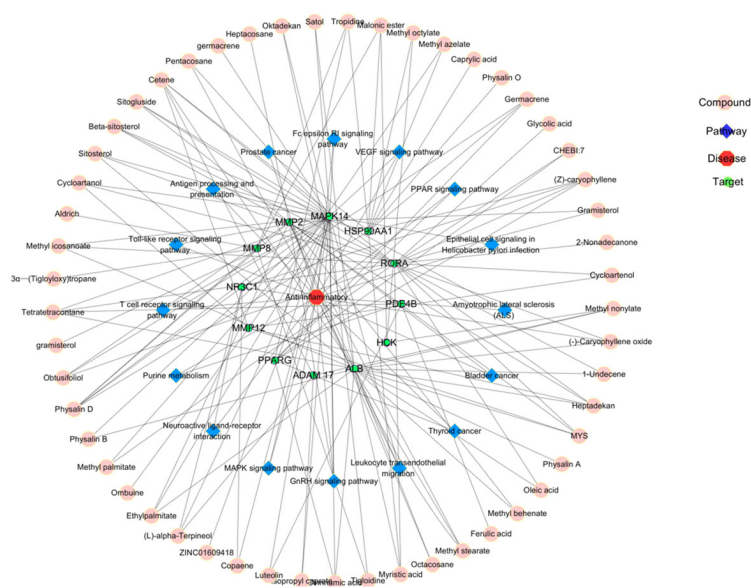 Oktadekan
Satol
Tropidine
Malonic ester
Heptacosane
Methyl octylate
germacrene
Methyl azelate
Pentacosane
Caprylic acid
Cetene
Physalin O
Sitogluside
Germacrene
Beta-sitosterol
Glycolic acid
Sitosterol
CHEBI:7
Cycloartanol
(Z)-caryophyllene
Aldrich
Gramisterol
Methyl icosanoate
2-Nonadecanone
3α—(Tigloyloxy)tropane
Cycloartenol
Tetratetracontane
Methyl nonylate
gramisterol
(-)-Caryophyllene oxide
Obtusifoliol
1-Undecene
Physalin D
Heptadekan
Physalin B
MYS
Methyl palmitate
Physalin A
Ombuine
Oleic acid
Ethylpalmitate
Methyl behenate
(L)-alpha-Terpineol
Ferulic acid
ZINC01609418
Methyl stearate
Copaene
Octacosane
Luteolin
Myristic acid
Tigloidine
Fc epsilon RI signaling
pathway
Prostate cancer
VEGF signaling pathway
Antigen processing and
presentation
PPAR signaling pathway
Toll-like receptor signaling
pathway
Epithelial cell signaling in
Helicobacter pylori infection
T cell receptor signaling
pathway
Amyotrophic lateral sclerosis
(ALS)
Purine metabolism
Bladder cancer
Neuroactive ligand-receptor
interaction
Thyroid cancer
MAPK signaling pathway
Leukocyte transendothelial
migration
GnRH signaling pathway
MAPK14
MMP2
HSP90AA1
MMP8
RORA
NR3C1
Anti-inflammatory
PDE4B
MMP12
HCK
PPARG
ALB
ADAM 17
Compound
Pathway
Disease
Target